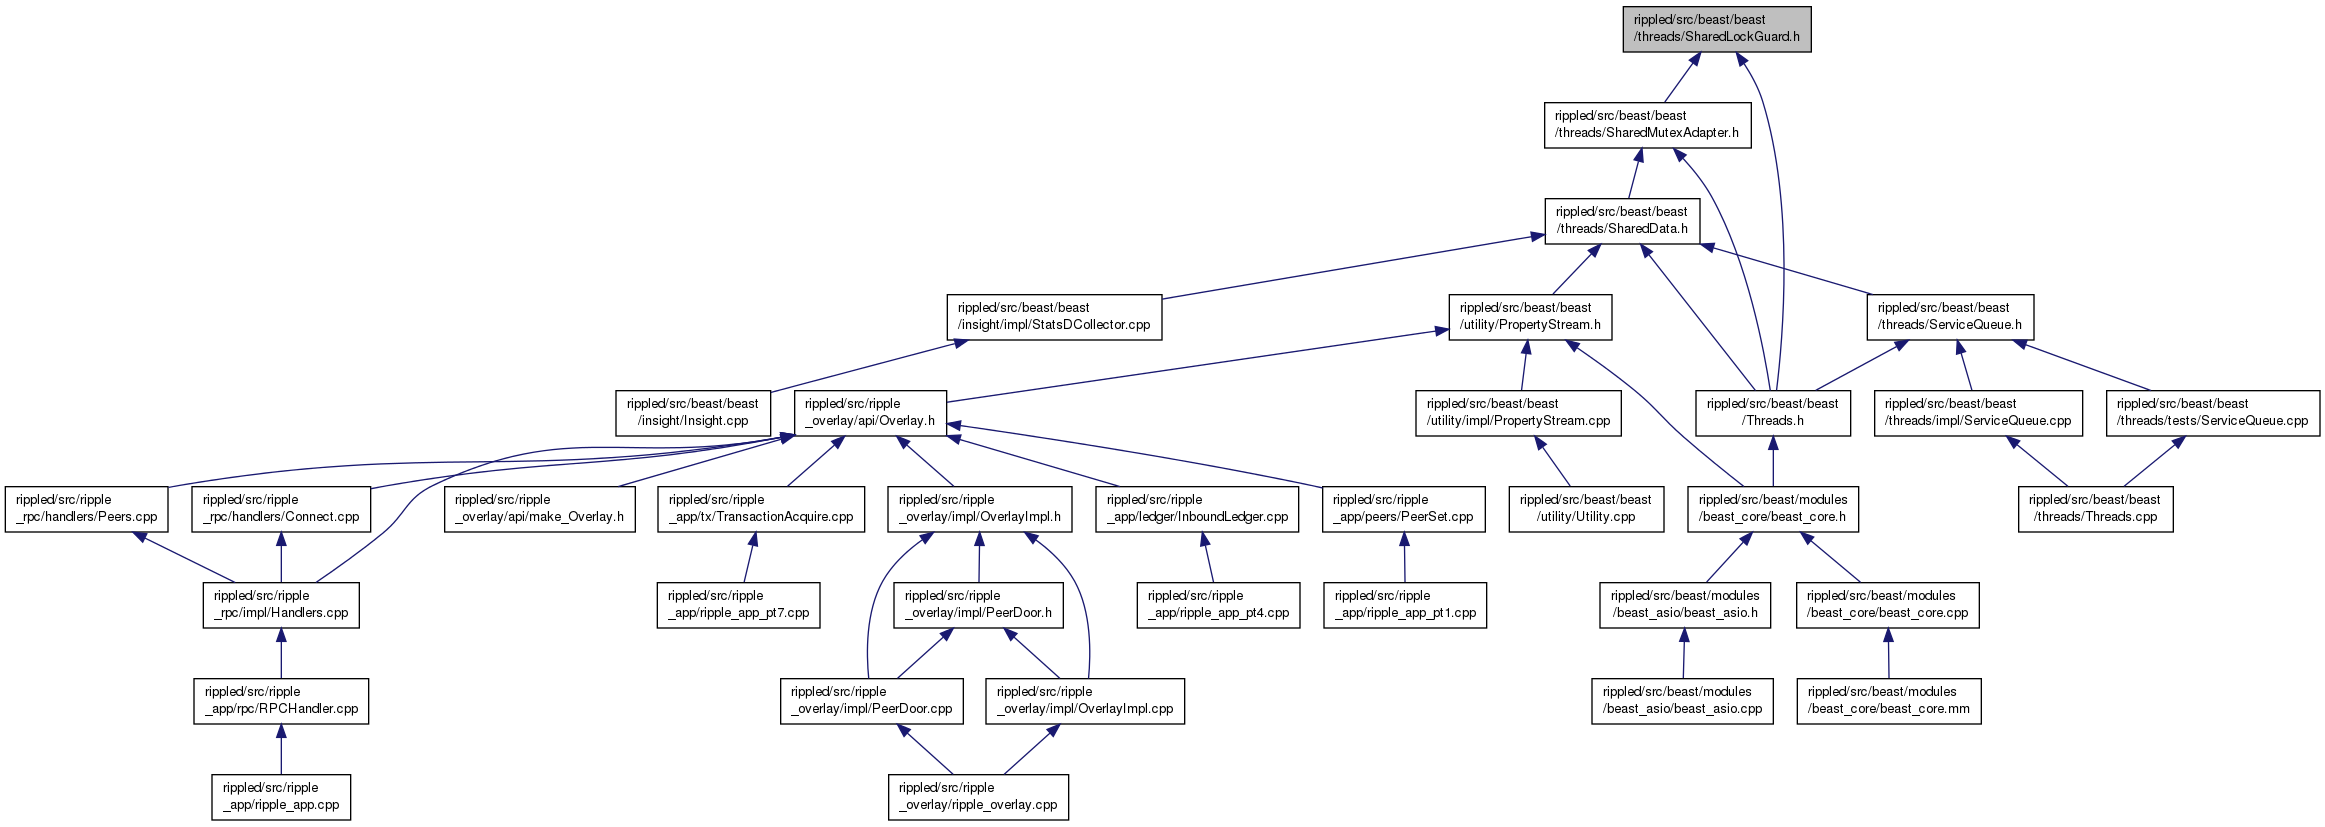 rippled/src/beast/beast
/threads/SharedLockGuard.h
rippled/src/beast/beast
/threads/SharedMutexAdapter.h
rippled/src/beast/beast
/threads/SharedData.h
rippled/src/beast/beast
/insight/impl/StatsDCollector.cpp
rippled/src/beast/beast
/utility/PropertyStream.h
rippled/src/beast/beast
/threads/ServiceQueue.h
rippled/src/beast/beast
/insight/Insight.cpp
rippled/src/ripple
_overlay/api/Overlay.h
rippled/src/beast/beast
/utility/impl/PropertyStream.cpp
rippled/src/beast/beast
/Threads.h
rippled/src/beast/beast
/threads/impl/ServiceQueue.cpp
rippled/src/beast/beast
/threads/tests/ServiceQueue.cpp
rippled/src/ripple
_rpc/handlers/Peers.cpp
rippled/src/ripple
_rpc/handlers/Connect.cpp
rippled/src/ripple
_overlay/api/make_Overlay.h
rippled/src/ripple
_app/tx/TransactionAcquire.cpp
rippled/src/ripple
_overlay/impl/OverlayImpl.h
rippled/src/ripple
_app/ledger/InboundLedger.cpp
rippled/src/ripple
_app/peers/PeerSet.cpp
rippled/src/beast/beast
/utility/Utility.cpp
rippled/src/beast/modules
/beast_core/beast_core.h
rippled/src/beast/beast
/threads/Threads.cpp
rippled/src/ripple
_rpc/impl/Handlers.cpp
rippled/src/ripple
_app/ripple_app_pt7.cpp
rippled/src/ripple
_overlay/impl/PeerDoor.h
rippled/src/ripple
_app/ripple_app_pt4.cpp
rippled/src/ripple
_app/ripple_app_pt1.cpp
rippled/src/beast/modules
/beast_asio/beast_asio.h
rippled/src/beast/modules
/beast_core/beast_core.cpp
rippled/src/ripple
_app/rpc/RPCHandler.cpp
rippled/src/ripple
_overlay/impl/PeerDoor.cpp
rippled/src/ripple
_overlay/impl/OverlayImpl.cpp
rippled/src/beast/modules
/beast_asio/beast_asio.cpp
rippled/src/beast/modules
/beast_core/beast_core.mm
rippled/src/ripple
_app/ripple_app.cpp
rippled/src/ripple
_overlay/ripple_overlay.cpp